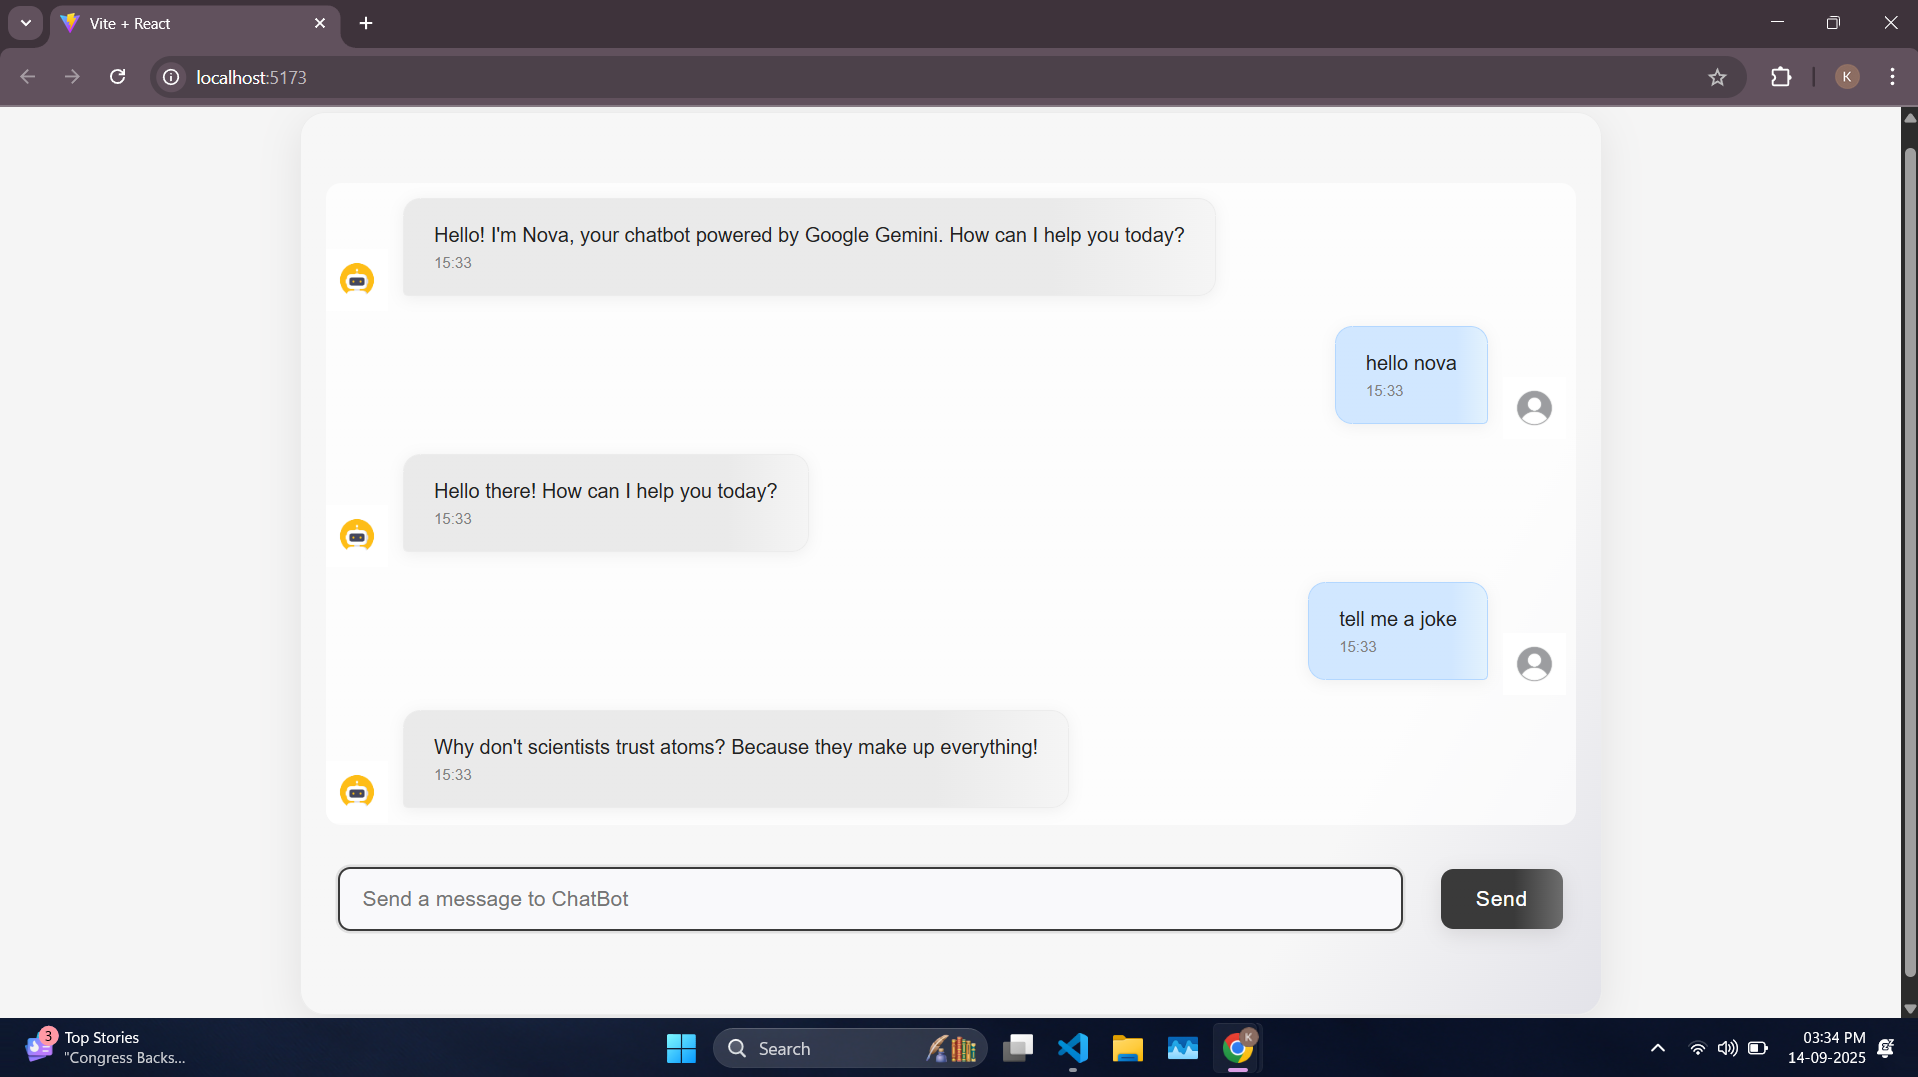 Vite + React
localhost:5173
K
Hello! I'm Nova, your chatbot powered by Google Gemini. How can I help you today?
15:33
hello nova
15:33
Hello there! How can I help you today?
15:33
tell me a joke
15:33
Why don't scientists trust atoms? Because they make up everything!
15:33
Send a message to ChatBot
Send
3
Top Stories
"Congress Backs...
Search
K
03:34 PM
14-09-2025